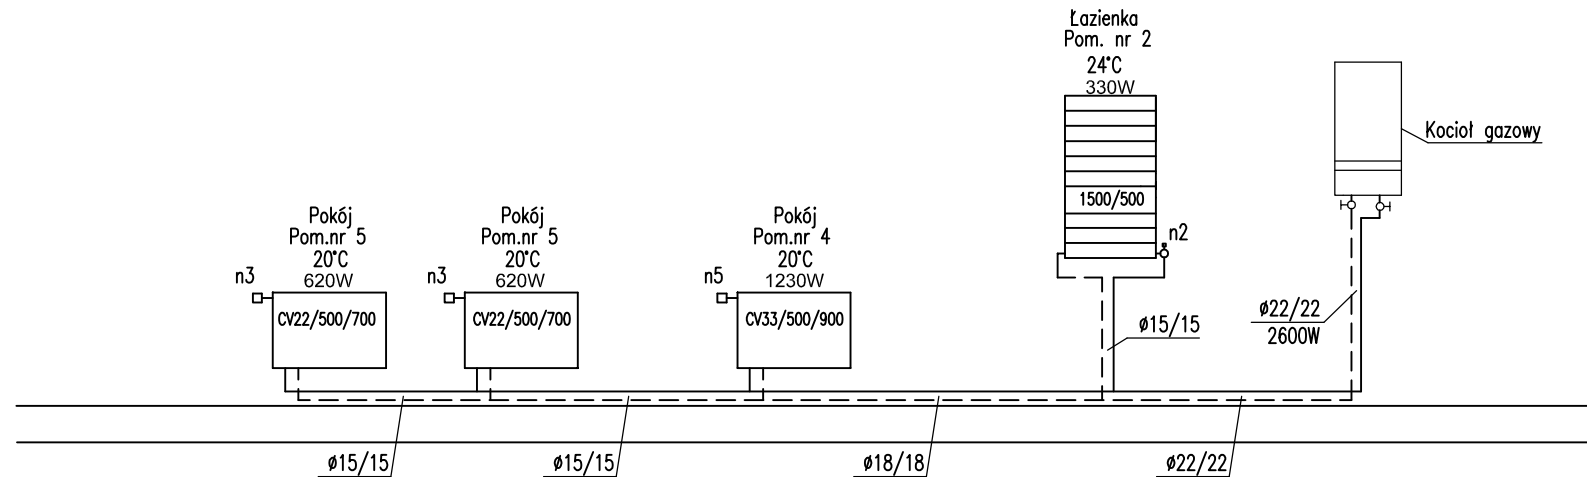 Łazienka
Pom. nr 2
24°C
330W
1500/500
n2
Kocioł gazowy
Pokój
Pom.nr 5
20°C
620W
n3
CV22/500/700
Pokój
Pom.nr 5
20°C
620W
n3
CV22/500/700
Pokój
Pom.nr 4
20°C
1230W
n5
CV33/500/900
ø15/15
ø22/22
2600W
ø15/15
ø15/15
ø18/18
ø22/22